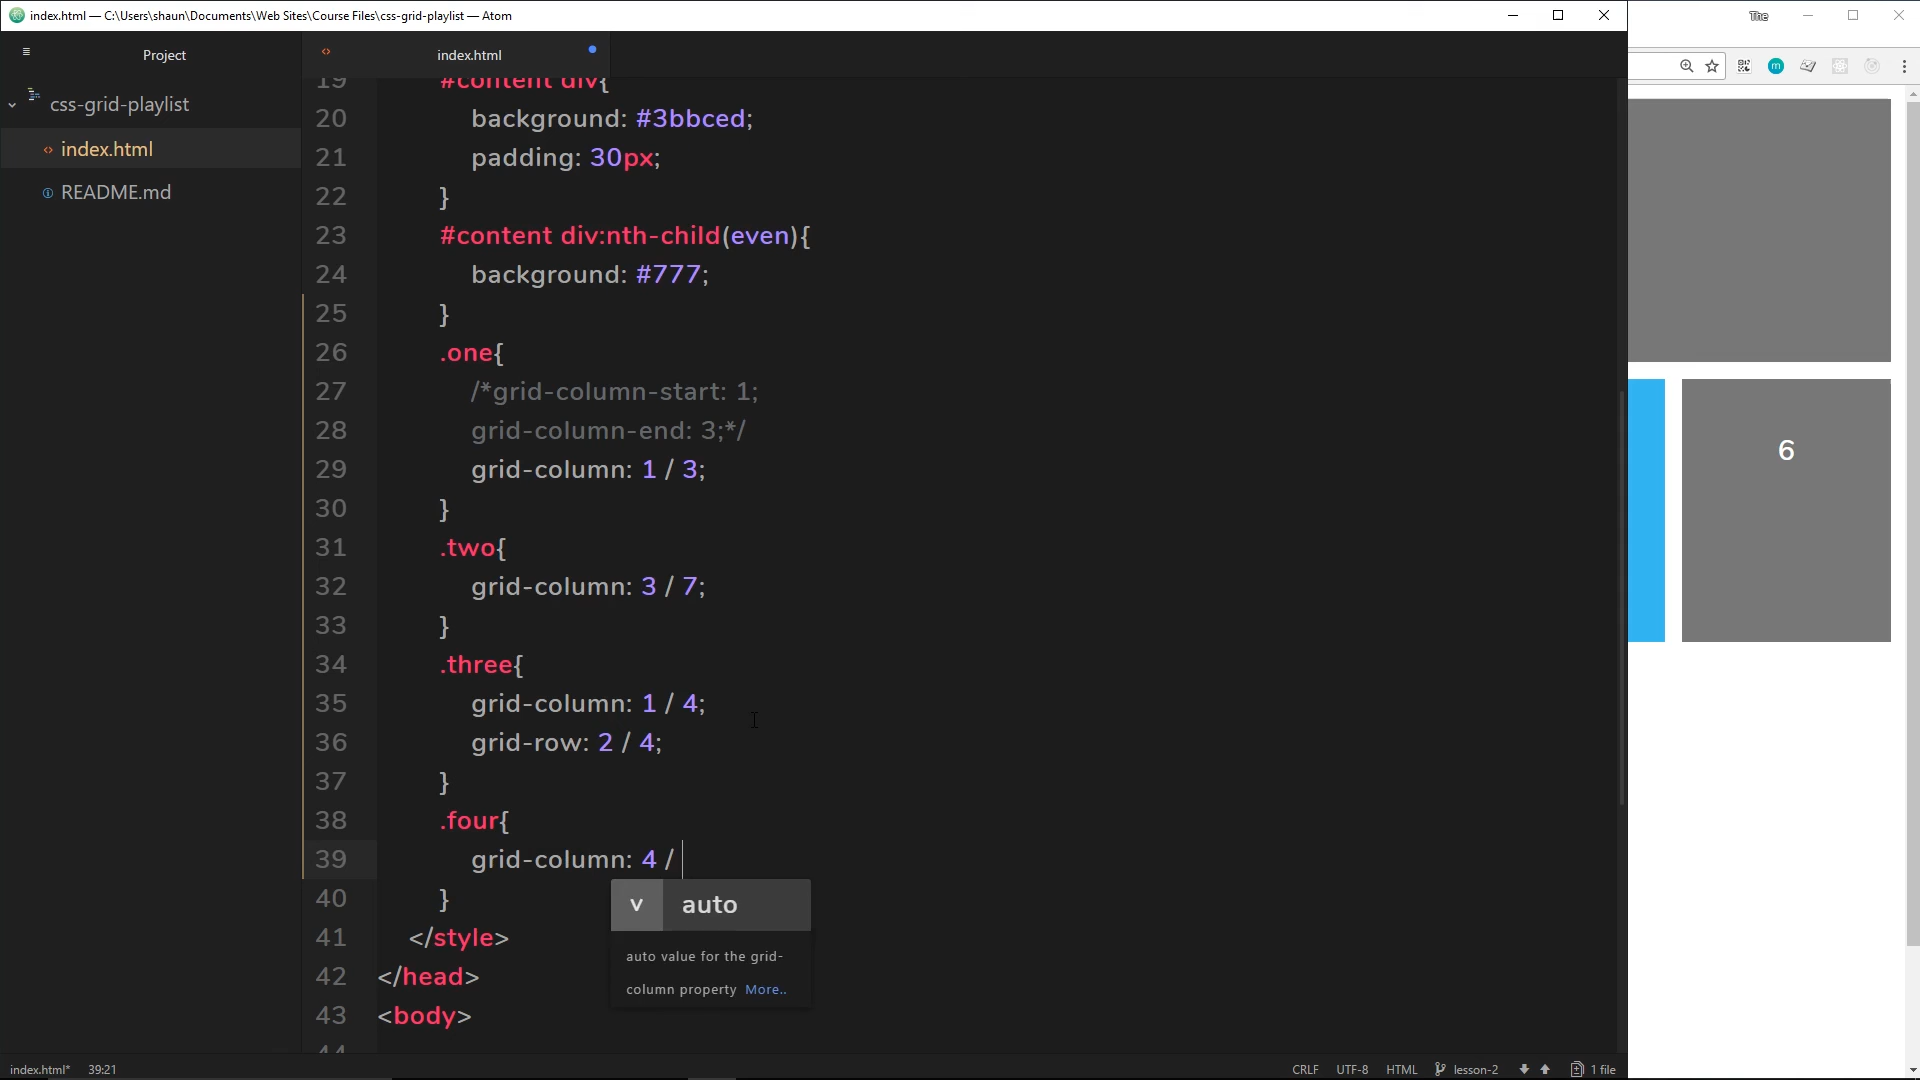 index.html — C:\Users\shaun\Documents\Web Sites\Course Files\css-grid-playlist — Atom
The
Project
index.html
css-grid-playlist
index.html
README.md
19 #content div{
20 background: #3bbced;
21 padding: 30px;
22 }
23 #content div:nth-child(even){
24 background: #777;
25 }
26 .one{
27 /*grid-column-start: 1;
28 grid-column-end: 3;*/
29 grid-column: 1 / 3;
30 }
31 .two{
32 grid-column: 3 / 7;
33 }
34 .three{
35 grid-column: 1 / 4;
36 grid-row: 2 / 4;
37 }
38 .four{
39 grid-column: 4 /
40 }
41 </style>
42 </head>
43 <body>
44
v auto
auto value for the grid-
column property More..
6
m
index.html* 39:21
CRLF UTF-8 HTML lesson-2 1 file